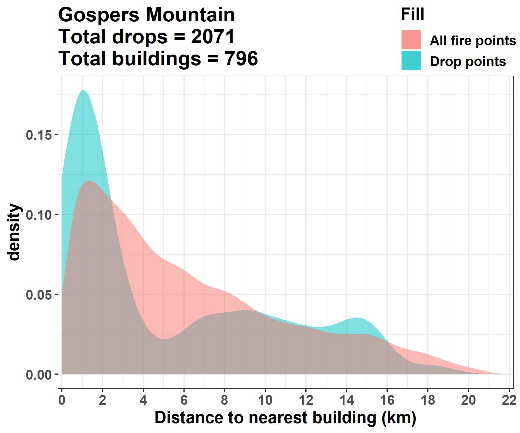 Gospers Mountain
Total drops = 2071
Total buildings = 796
Fill
All fire points
Drop points
density
0.15
0.10
0.05
0.00
0 2 4 6 8 10 12 14 16 18 20 22
Distance to nearest building (km)